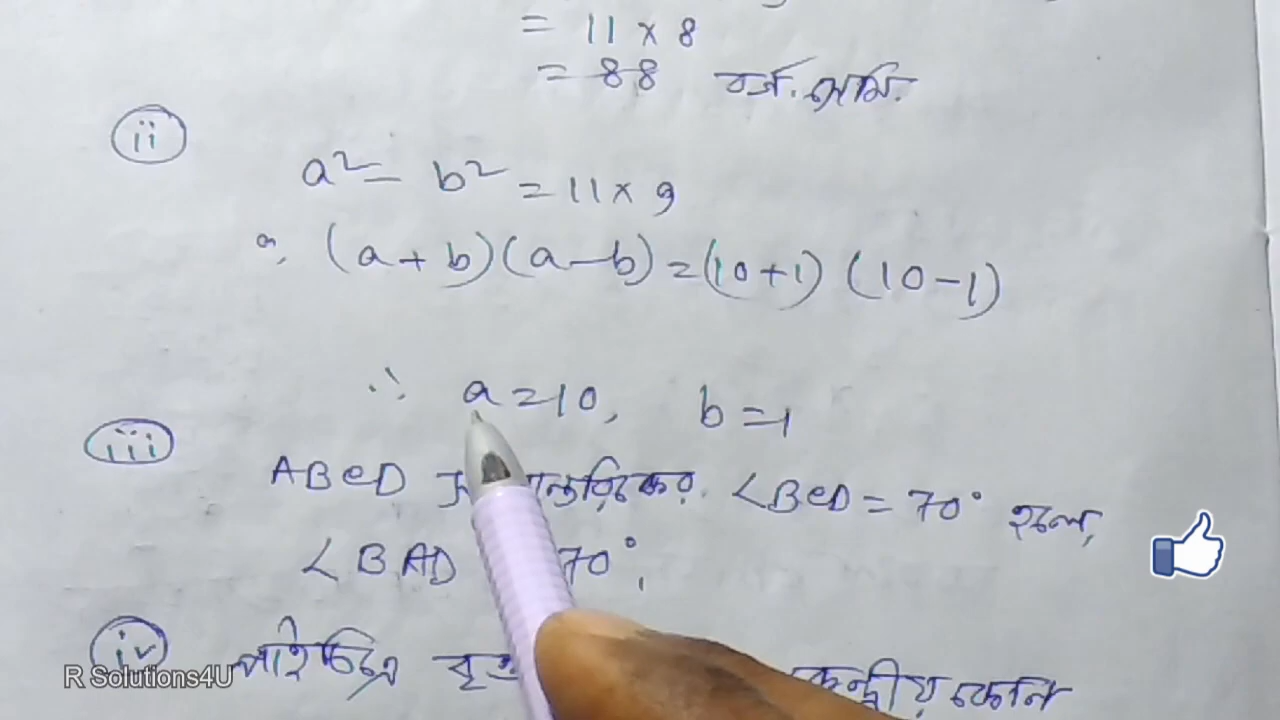 = 11 × 8
= 88 বর্গ. সেমি.
ii
a² - b² = 11 × 9
∴ (a + b) (a - b) = (10 + 1) (10 - 1)
∴ a = 10, b = 1
iii
ABCD ∠BCD = 70° হলে,
∠BAD 70°,
iv পাইচিত্রে কেন্দ্রীয় কোন
R Solutions4U